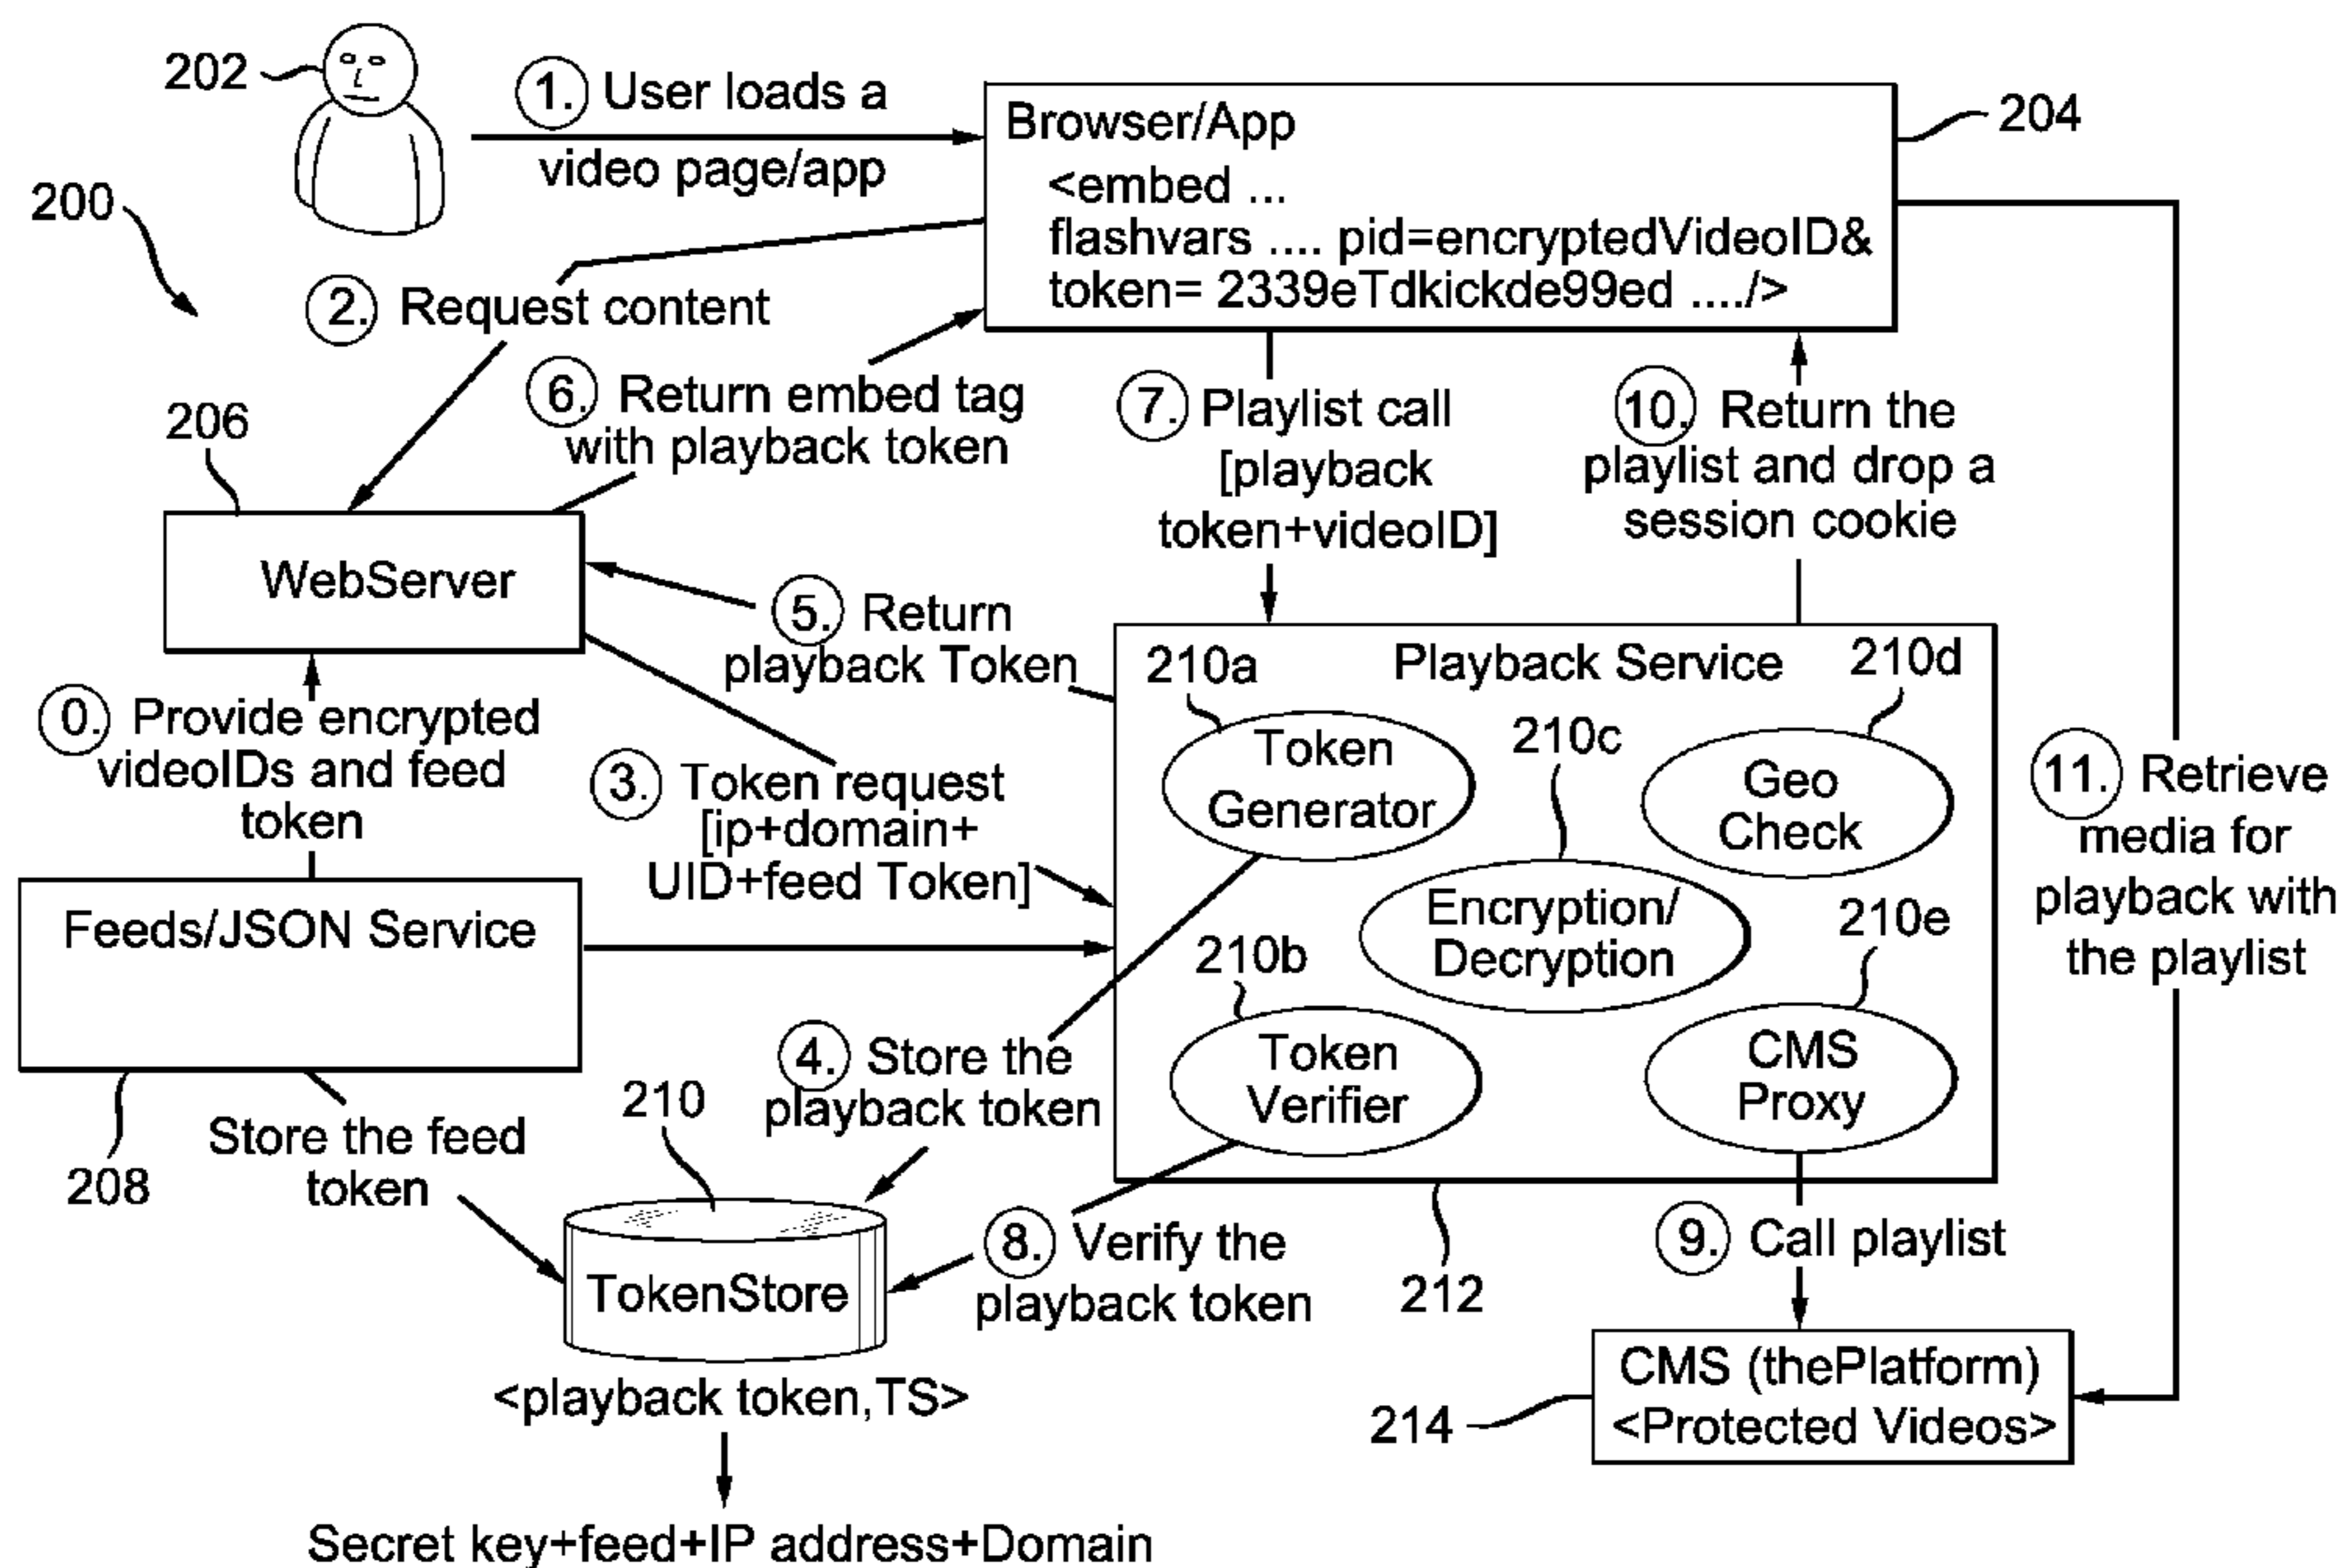 202
1. User loads a
video page/app
Browser/App
<embed ...
flashvars .... pid=encryptedVideoID&
token= 2339eTdkickde99ed ..../>
204
200
2. Request content
6. Return embed tag
with playback token
7. Playlist call
[playback
token+videoID]
10. Return the
playlist and drop a
session cookie
206
WebServer
5. Return
playback Token
0. Provide encrypted
videoIDs and feed
token
3. Token request
[ip+domain+
UID+feed Token]
Playback Service
210a
Token
Generator
210c
Encryption/
Decryption
210d
Geo
Check
210b
Token
Verifier
210e
CMS
Proxy
11. Retrieve
media for
playback with
the playlist
Feeds/JSON Service
208
Store the feed
token
4. Store the
playback token
210
TokenStore
8. Verify the
playback token
212
9. Call playlist
<playback token,TS>
214
CMS (thePlatform)
<Protected Videos>
Secret key+feed+IP address+Domain